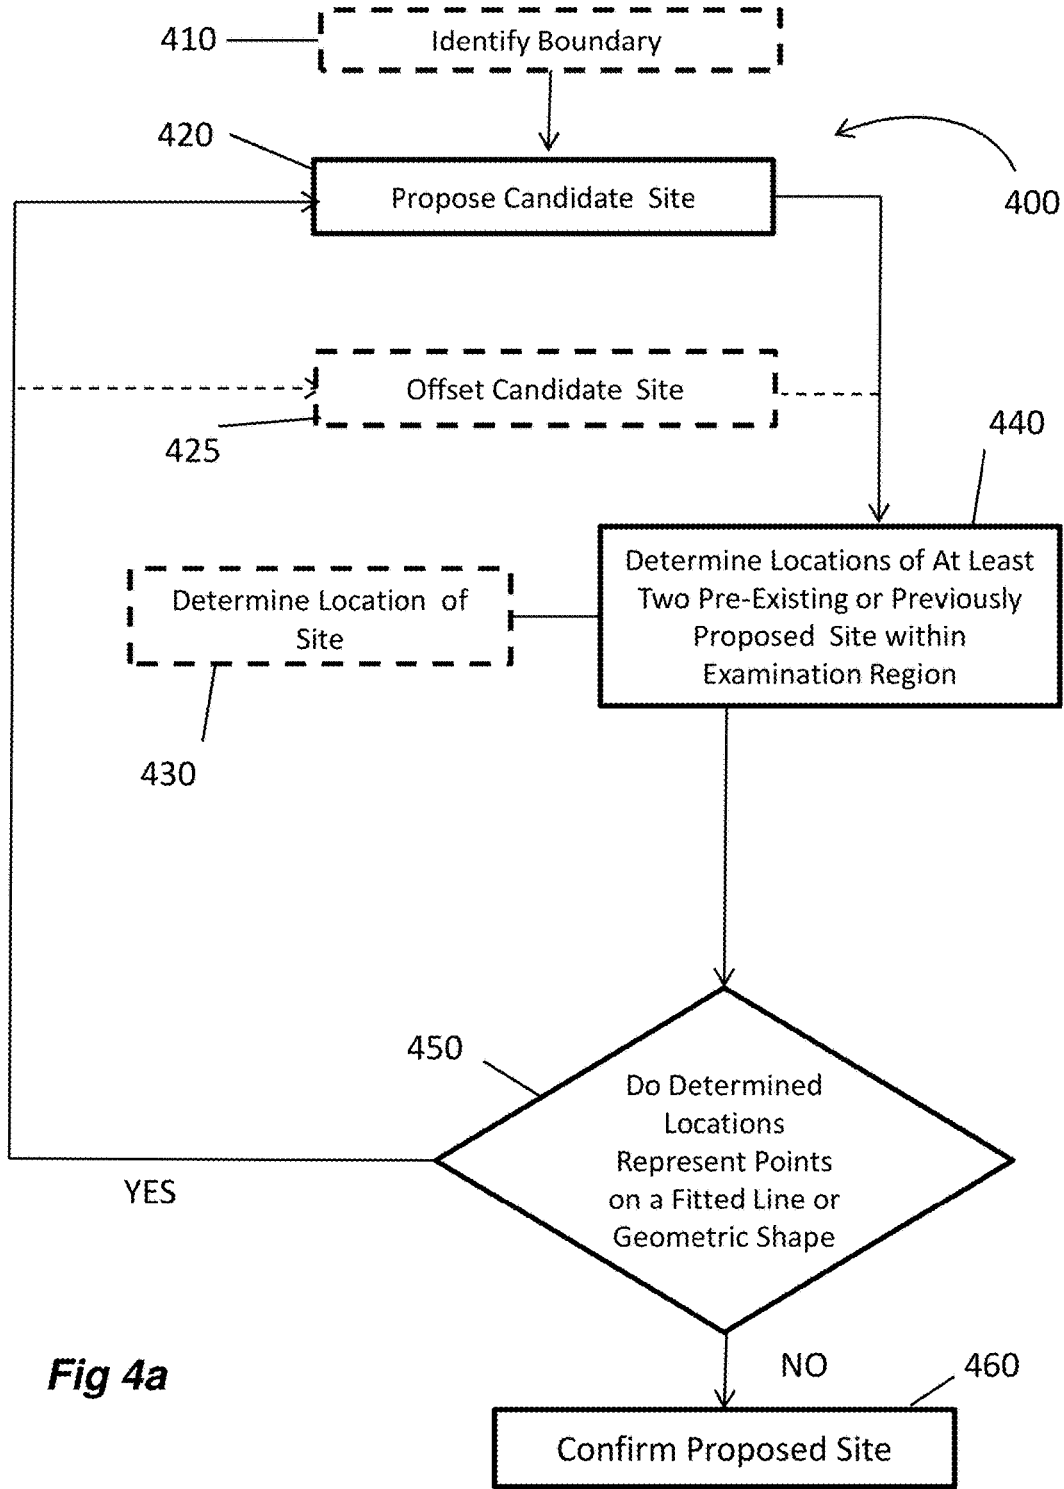 410
Identify Boundary
420
Propose Candidate Site
400
Offset Candidate Site
425
440
Determine Locations of At Least
Two Pre-Existing or Previously
Proposed Site within
Examination Region
Determine Location of
Site
430
450
Do Determined
Locations
Represent Points
on a Fitted Line or
Geometric Shape
YES
NO
460
Confirm Proposed Site
Fig 4a